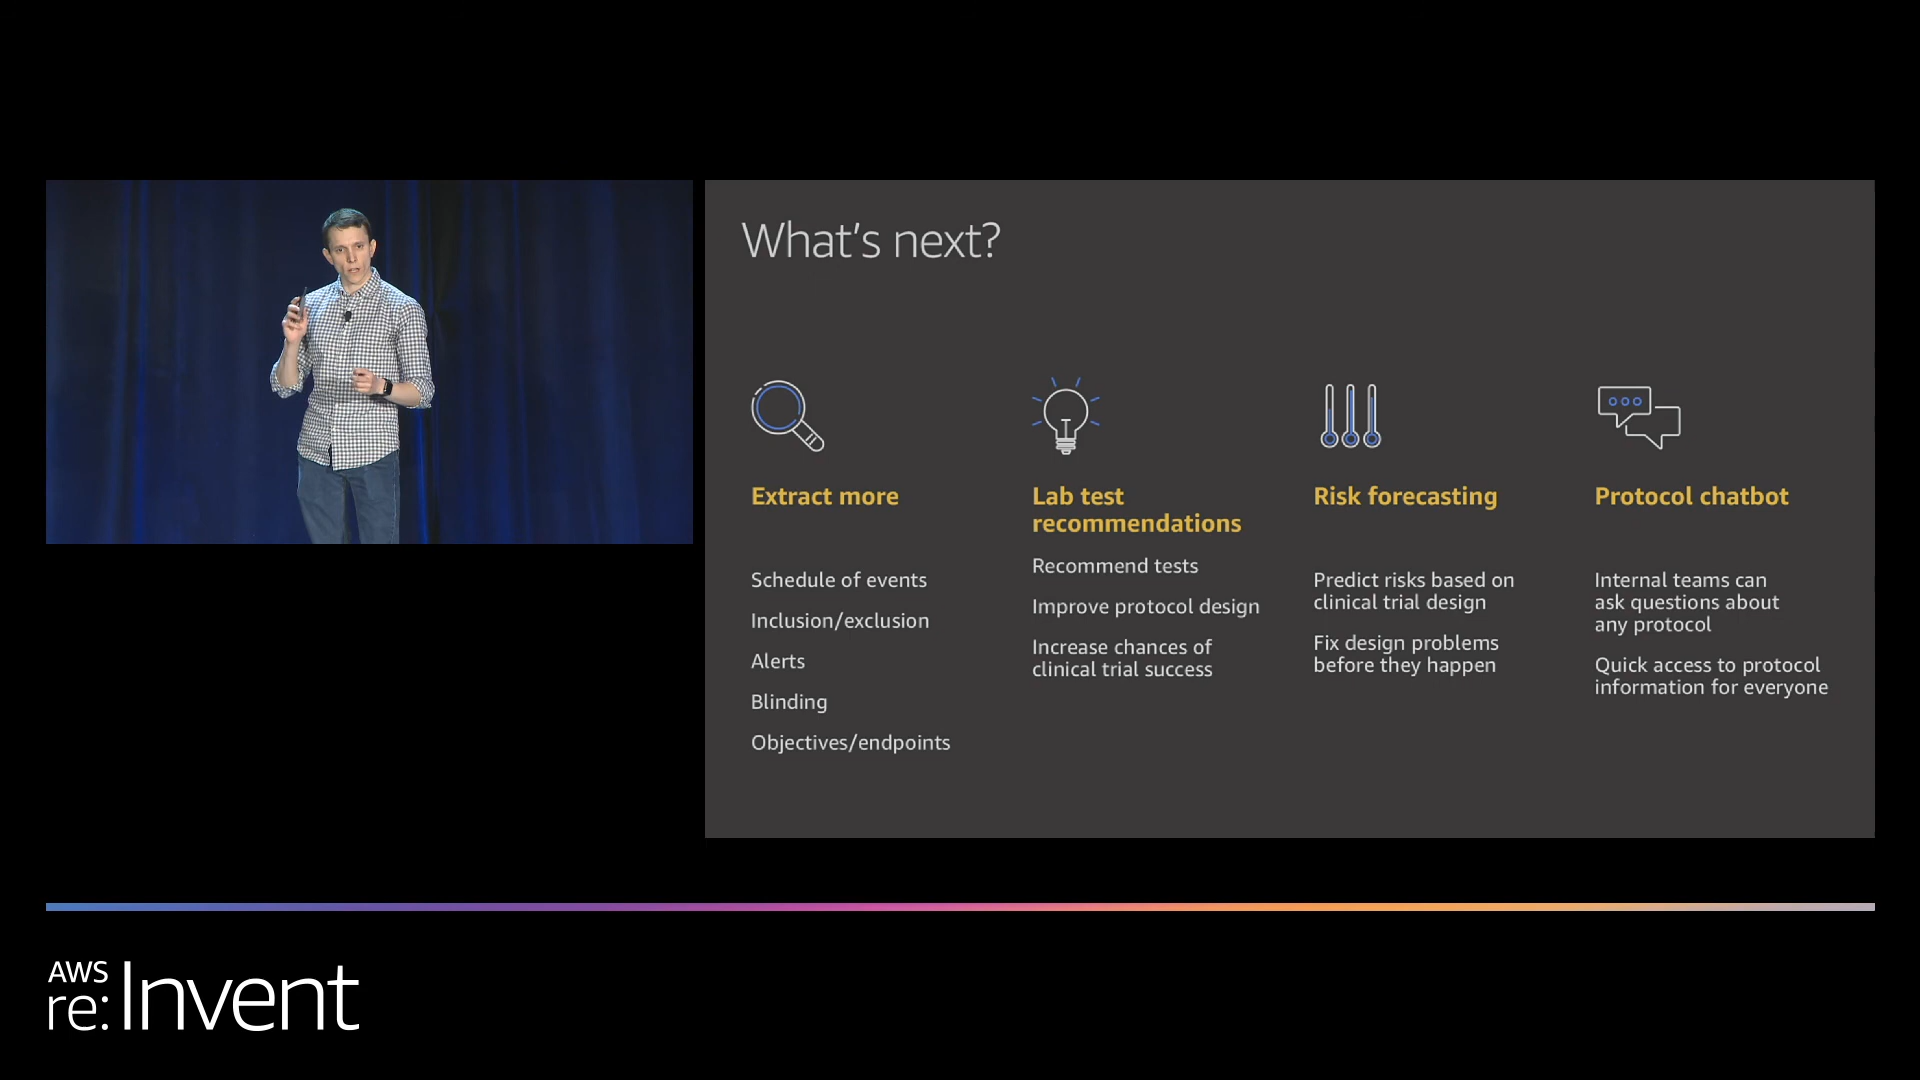 What's next?
Extract more
Schedule of events
Inclusion/exclusion
Alerts
Blinding
Objectives/endpoints
Lab test
recommendations
Recommend tests
Improve protocol design
Increase chances of
clinical trial success
Risk forecasting
Predict risks based on
clinical trial design
Fix design problems
before they happen
Protocol chatbot
Internal teams can
ask questions about
any protocol
Quick access to protocol
information for everyone
AWS
re:Invent